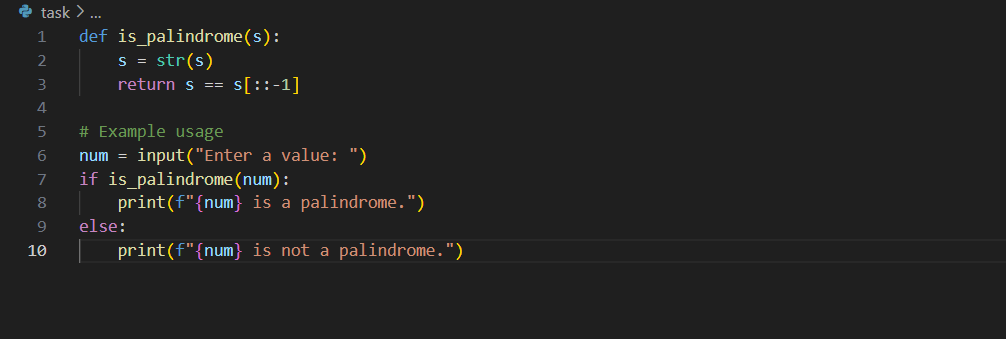 task > ...
1 def is_palindrome(s):
2     s = str(s)
3     return s == s[::-1]
4
5 # Example usage
6 num = input("Enter a value: ")
7 if is_palindrome(num):
8     print(f"{num} is a palindrome.")
9 else:
10     print(f"{num} is not a palindrome.")